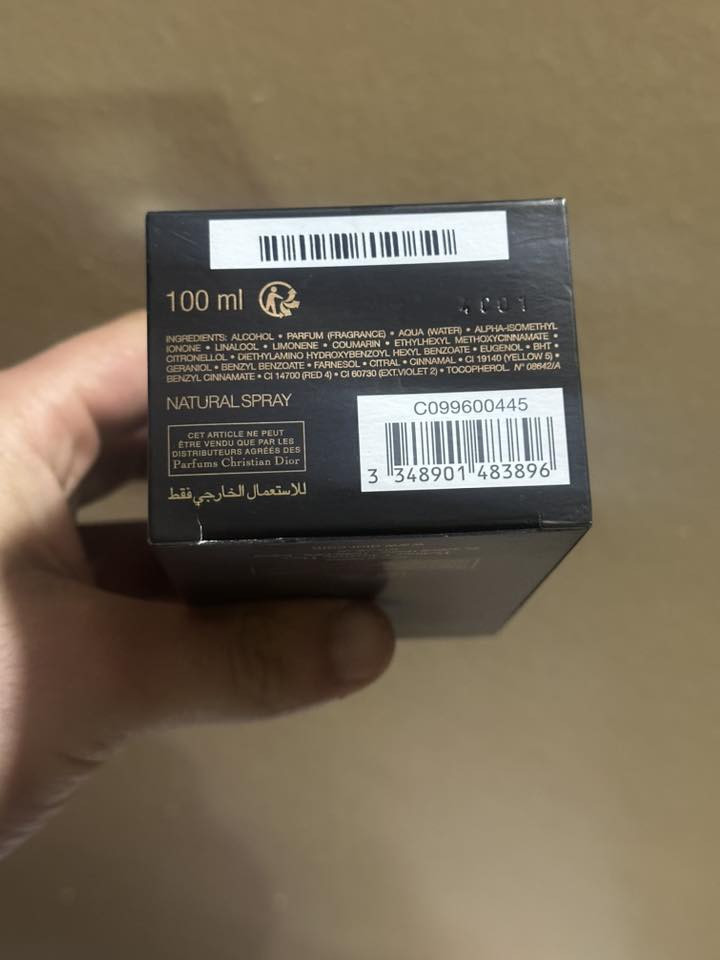 100 ml
4C01
INGREDIENTS: ALCOHOL • PARFUM (FRAGRANCE) • AQUA (WATER) • ALPHA-ISOMETHYL
IONONE • LINALOOL • LIMONENE • COUMARIN • ETHYLHEXYL METHOXYCINNAMATE •
CITRONELLOL • DIETHYLAMINO HYDROXYBENZOYL HEXYL BENZOATE • EUGENOL • BHT •
GERANIOL • BENZYL BENZOATE • FARNESOL • CITRAL • CINNAMAL • CI 19140 (YELLOW 5) •
BENZYL CINNAMATE • CI 14700 (RED 4) • CI 60730 (EXT.VIOLET 2) • TOCOPHEROL. N° 08642/A
NATURAL SPRAY
C099600445
3 348901 483896
CET ARTICLE NE PEUT
ÊTRE VENDU QUE PAR LES
DISTRIBUTEURS AGRÉÉS DES
Parfums Christian Dior
للاستعمال الخارجي فقط